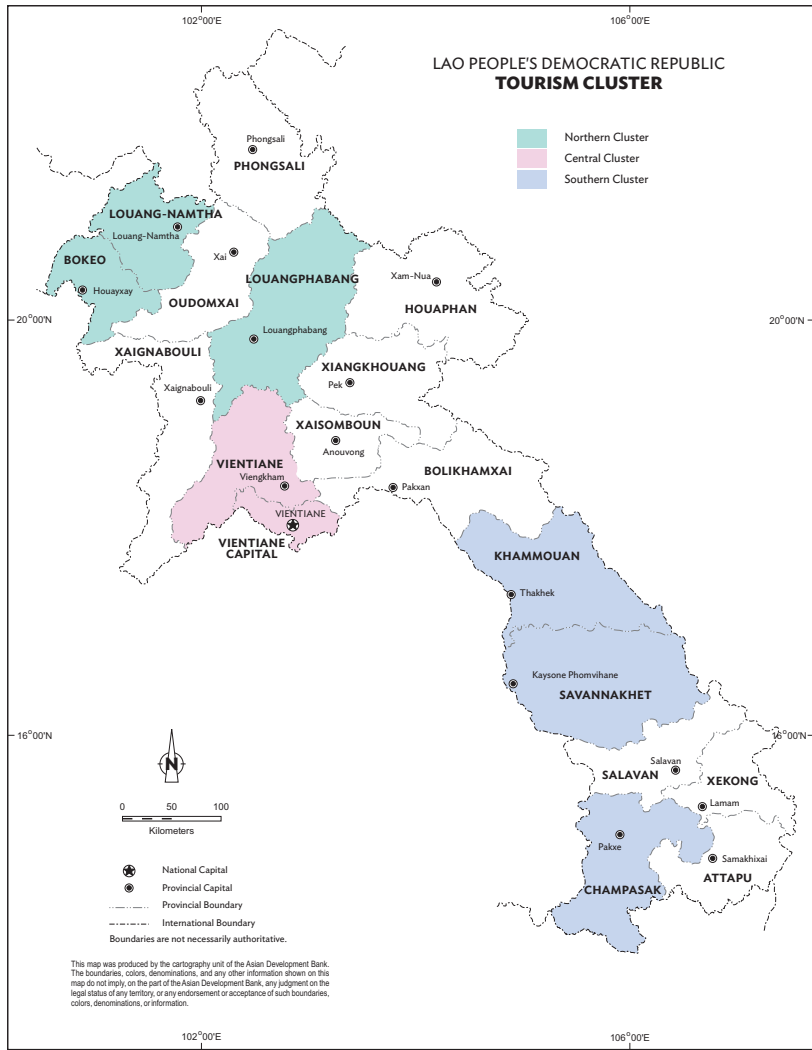 102°00'E
106°00'E
LAO PEOPLE'S DEMOCRATIC REPUBLIC
TOURISM CLUSTER
Northern Cluster
Central Cluster
Southern Cluster
Phongsali
PHONGSALI
LOUANG-NAMTHA
Louang-Namtha
BOKEO
Xai
Houayxay
LOUANGPHABANG
Xam-Nua
OUDOMXAI
HOUAPHAN
20°00'N
20°00'N
Louangphabang
XAIGNABOULI
XIANGKHOUANG
Xaignabouli
Pek
XAISOMBOUN
Anouvong
VIENTIANE
Viengkham
BOLIKHAMXAI
Pakxan
VIENTIANE
VIENTIANE
CAPITAL
KHAMMOUAN
Thakhek
Kaysone Phomvihane
SAVANNAKHET
16°00'N
16°00'N
N
Salavan
SALAVAN
XEKONG
Lamam
0 50 100
Kilometers
Pakxe
Samakhixai
ATTAPU
CHAMPASAK
National Capital
Provincial Capital
Provincial Boundary
International Boundary
Boundaries are not necessarily authoritative.
This map was produced by the cartography unit of the Asian Development Bank.
The boundaries, colors, denominations, and any other information shown on this
map do not imply, on the part of the Asian Development Bank, any judgment on the
legal status of any territory, or any endorsement or acceptance of such boundaries,
colors, denominations, or information.
102°00'E
106°00'E